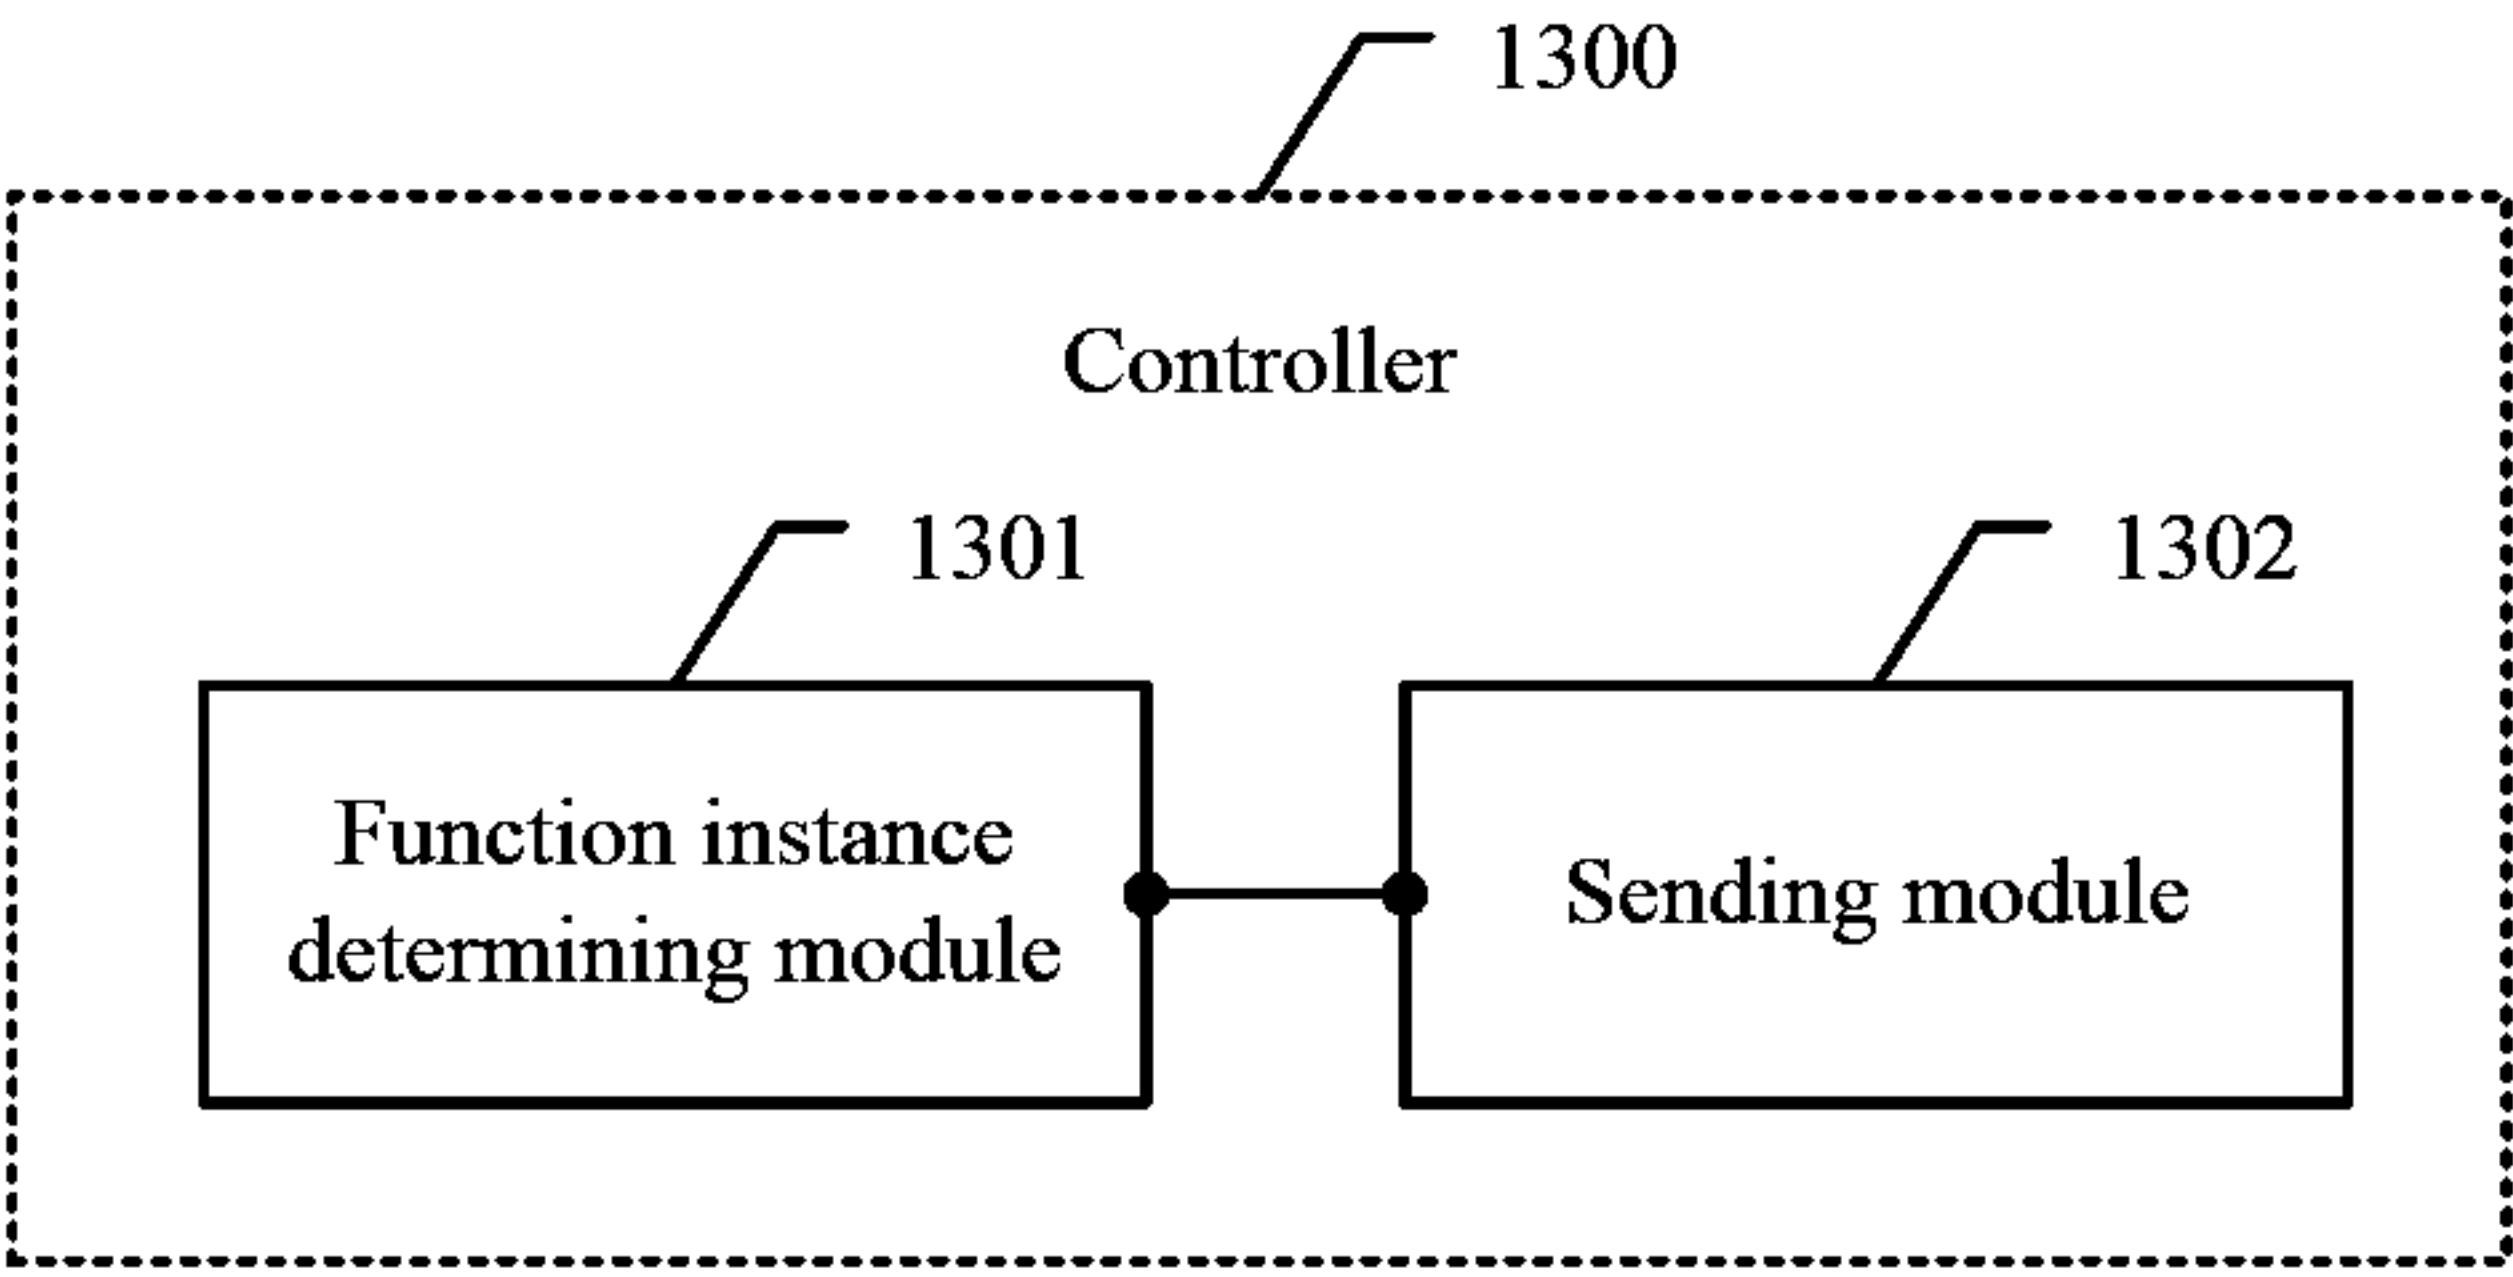 1300
Controller
1301
1302
Function instance
determining module
Sending module